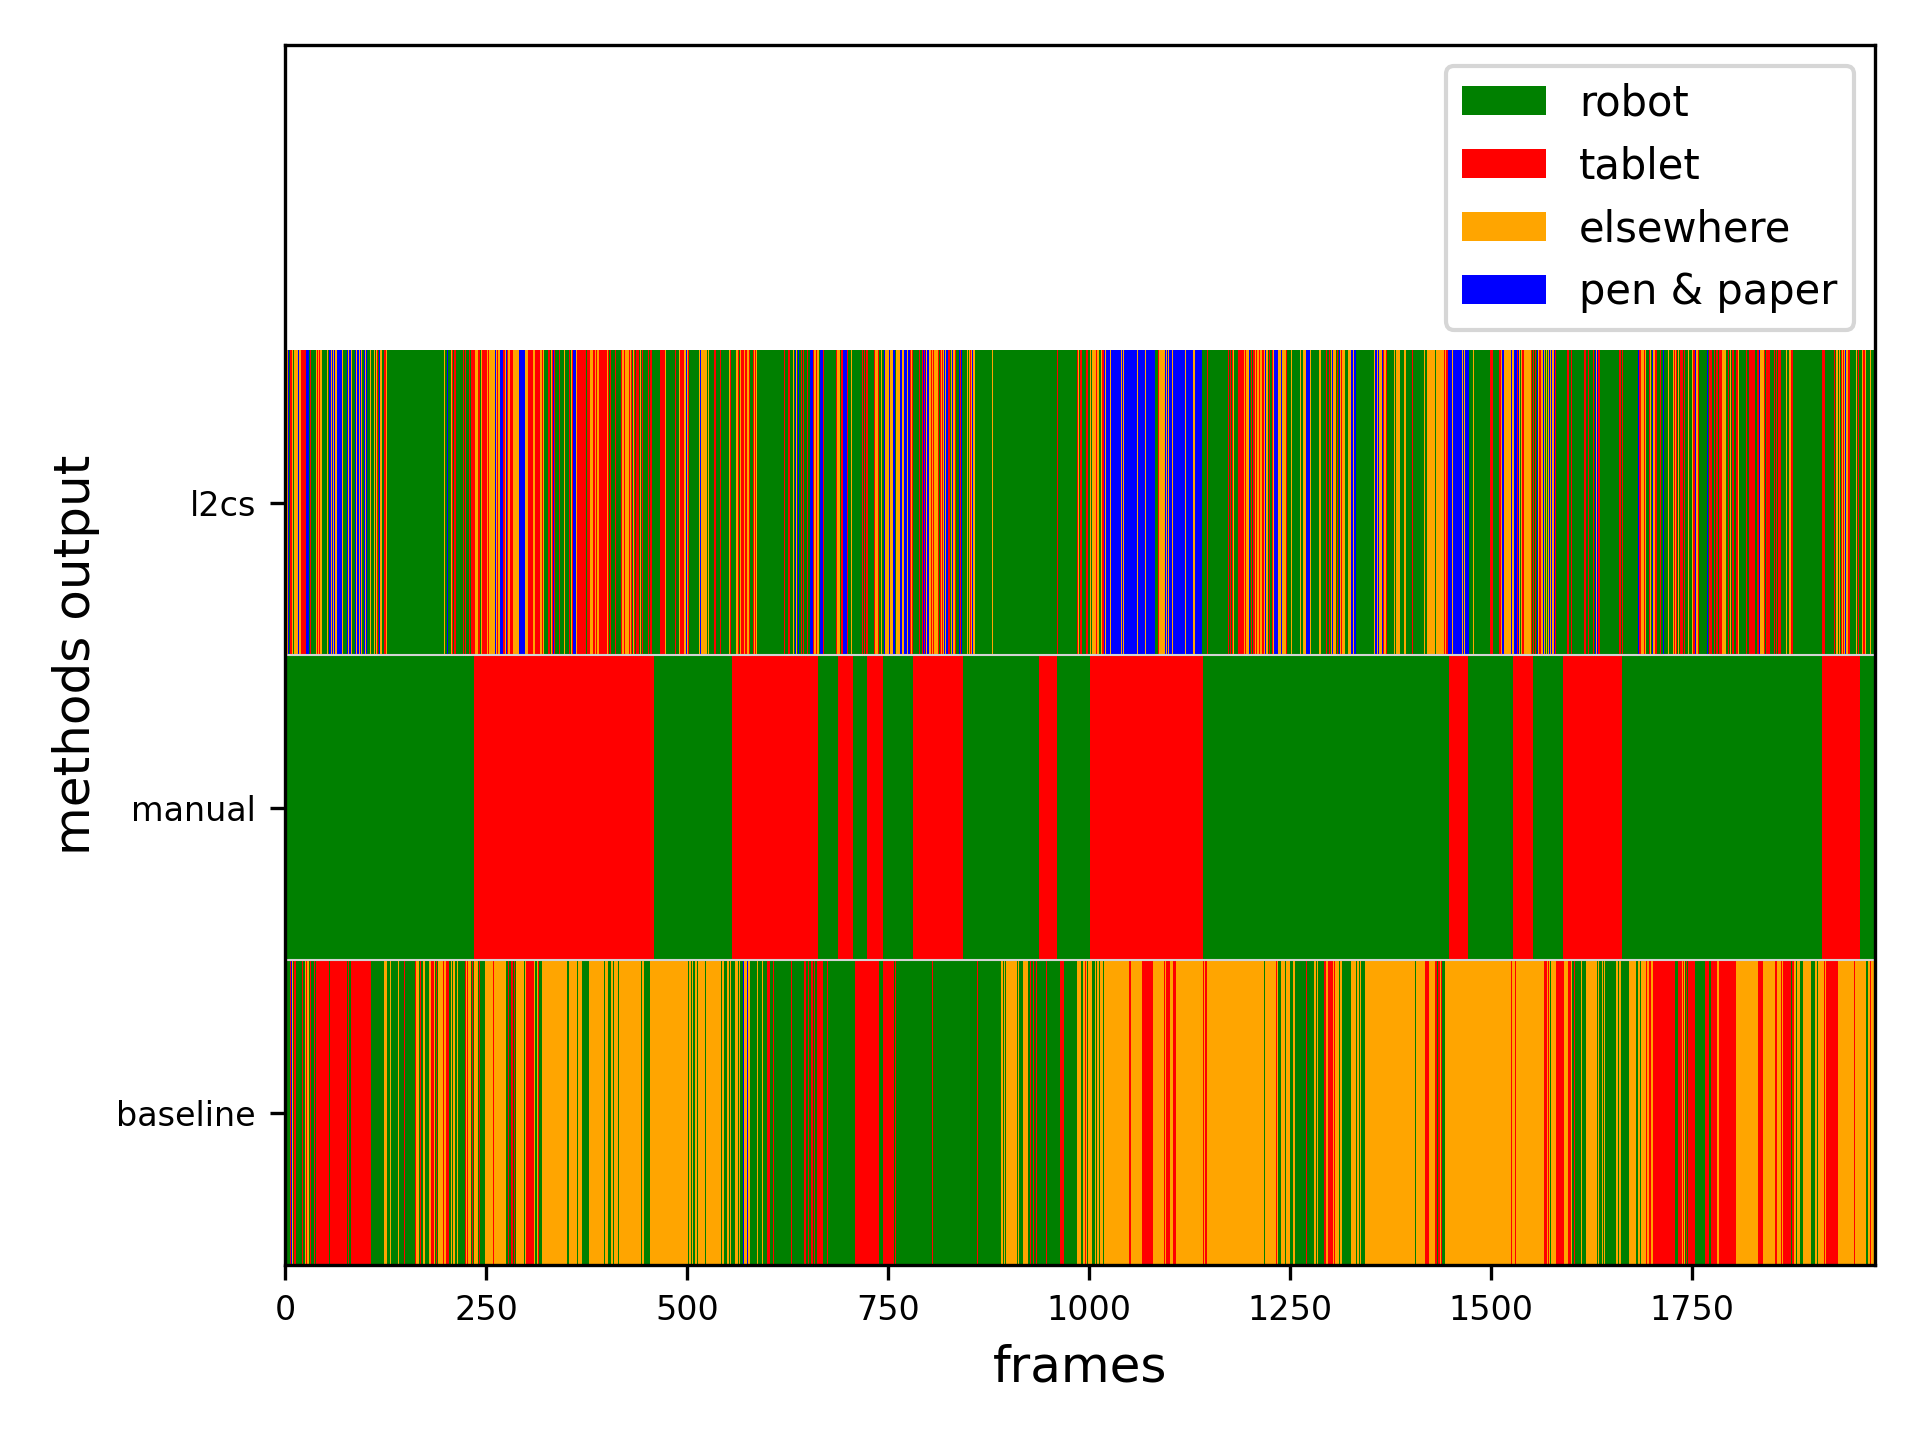 robot
tablet
elsewhere
pen & paper
methods output
l2cs
manual
baseline
0 250 500 750 1000 1250 1500 1750
frames